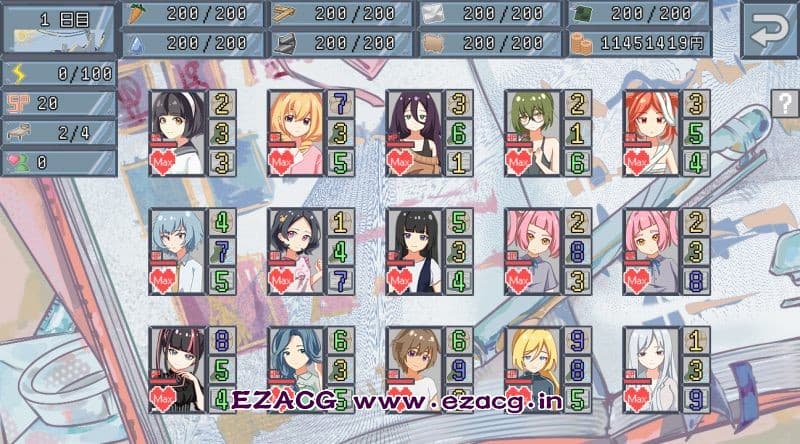 1日目 200/200 200/200 200/200 200/200
0/100 200/200 200/200 200/200 11451419円
SP 20
2/4
0
?
2 7 3 2 3
3 3 6 1 5
Max 3 Max 5 Max 1 Max 6 Max 4
4 1 5 2 2
7 4 3 8 3
Max 5 Max 7 Max 4 Max 3 Max 8
8 6 6 9 1
5 3 9 8 3
Max 4 5 5 Max 9
EZACG www.ezacg.in